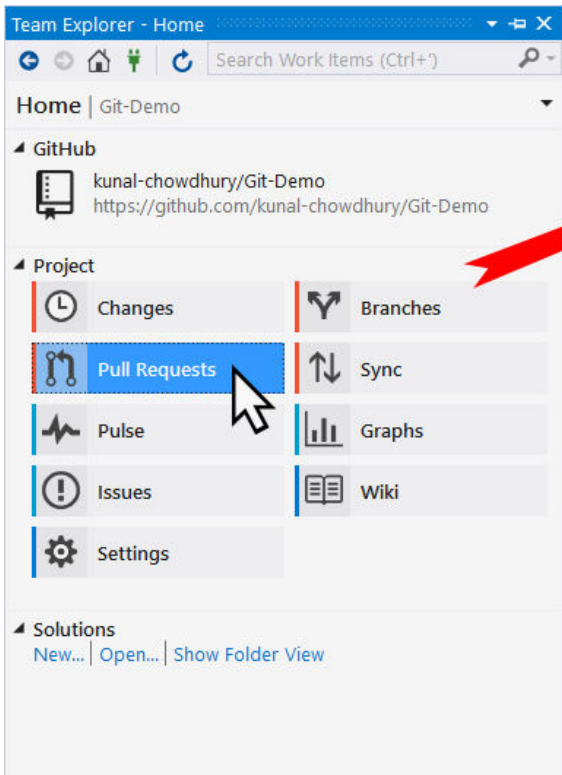 Team Explorer - Home
Search Work Items (Ctrl+')
Home | Git-Demo
GitHub
kunal-chowdhury/Git-Demo
https://github.com/kunal-chowdhury/Git-Demo
Project
Changes
Branches
Pull Requests
Sync
Pulse
Graphs
Issues
Wiki
Settings
Solutions
New... | Open... | Show Folder View